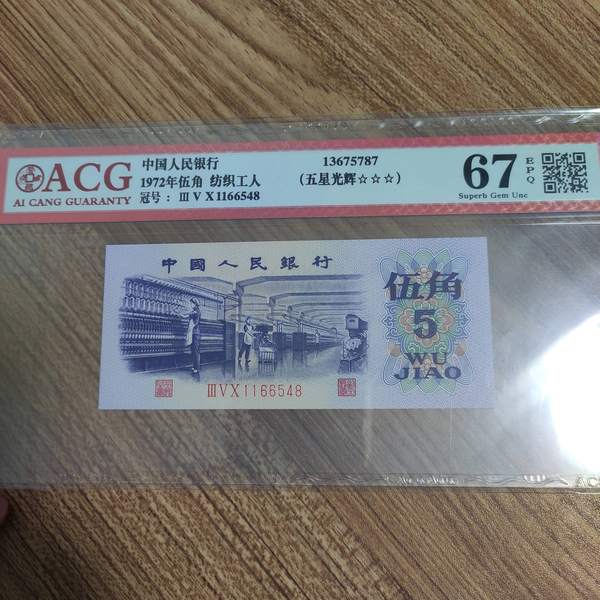 ACG
AI CANG GUARANTY
中国人民银行
1972年伍角 纺织工人
冠号： ⅢⅤⅩ1166548
13675787
（五星光辉☆☆☆）
67
EPQ
Superb Gem Unc
中國人民銀行
伍角
5
WU
JIAO
ⅢⅤⅩ1166548